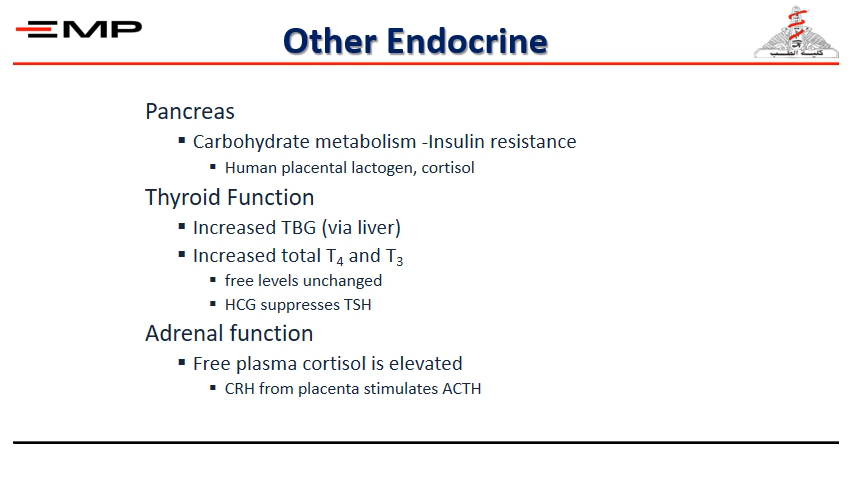 EMP
Other Endocrine
كلية الطب
Pancreas
▪ Carbohydrate metabolism -Insulin resistance
▪ Human placental lactogen, cortisol
Thyroid Function
▪ Increased TBG (via liver)
▪ Increased total T₄ and T₃
▪ free levels unchanged
▪ HCG suppresses TSH
Adrenal function
▪ Free plasma cortisol is elevated
▪ CRH from placenta stimulates ACTH